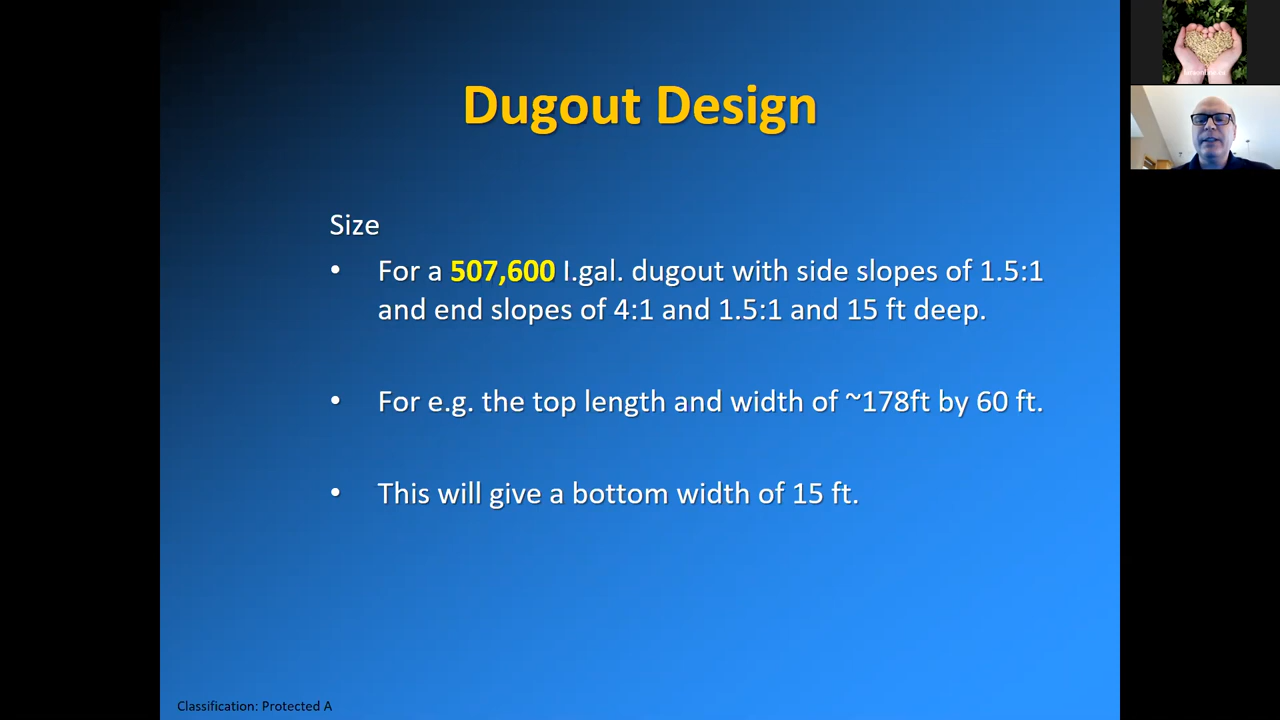 Dugout Design
Size
• For a 507,600 I.gal. dugout with side slopes of 1.5:1
and end slopes of 4:1 and 1.5:1 and 15 ft deep.
• For e.g. the top length and width of ~178ft by 60 ft.
• This will give a bottom width of 15 ft.
Classification: Protected A